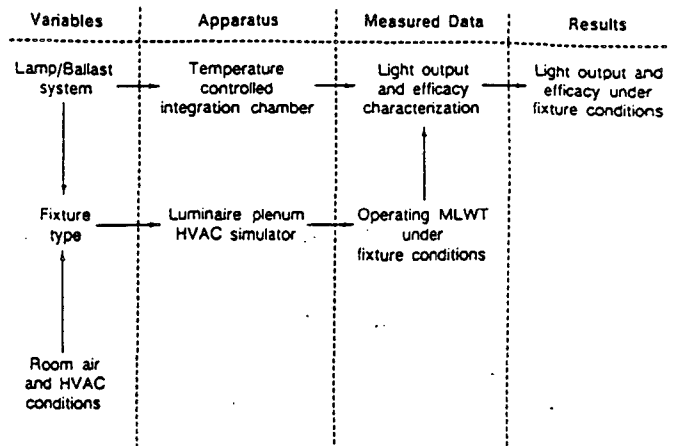 Variables
Apparatus
Measured Data
Results
Lamp/Ballast
system
Temperature
controlled
integration chamber
Light output
and efficacy
characterization
Light output and
efficacy under
fixture conditions
Fixture
type
Luminaire plenum
HVAC simulator
Operating MLWT
under
fixture conditions
Room air
and HVAC
conditions